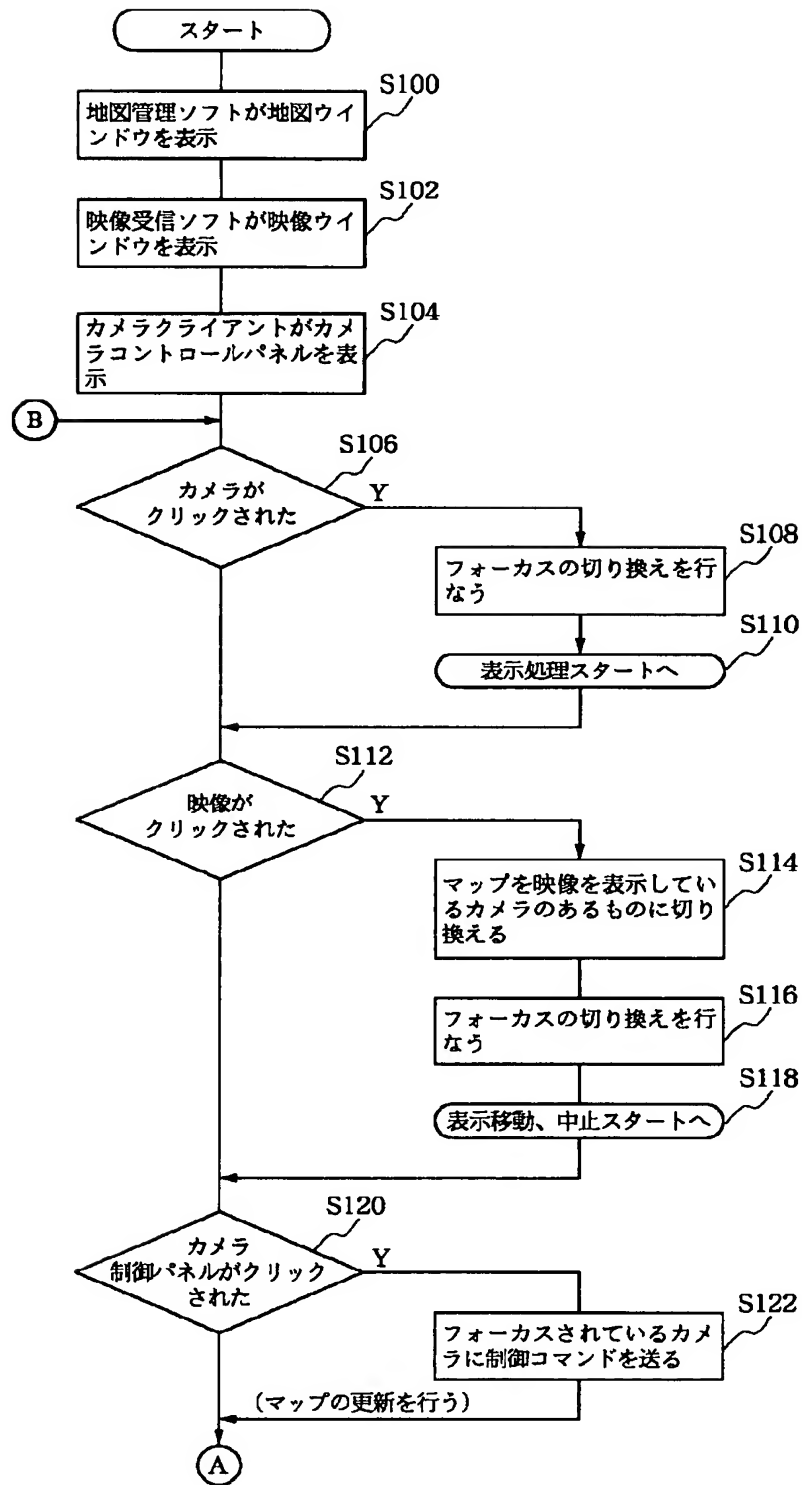 スタート
S100
地図管理ソフトが地図ウイ
ンドウを表示
S102
映像受信ソフトが映像ウイ
ンドウを表示
S104
カメラクライアントがカメ
ラコントロールパネルを表
示
B
S106
カメラが
クリックされた
Y
S108
フォーカスの切り換えを行
なう
S110
表示処理スタートへ
S112
映像が
クリックされた
Y
S114
マップを映像を表示してい
るカメラのあるものに切り
換える
S116
フォーカスの切り換えを行
なう
S118
表示移動、中止スタートへ
S120
カメラ
制御パネルがクリック
された
Y
S122
フォーカスされているカメ
ラに制御コマンドを送る
(マップの更新を行う)
A